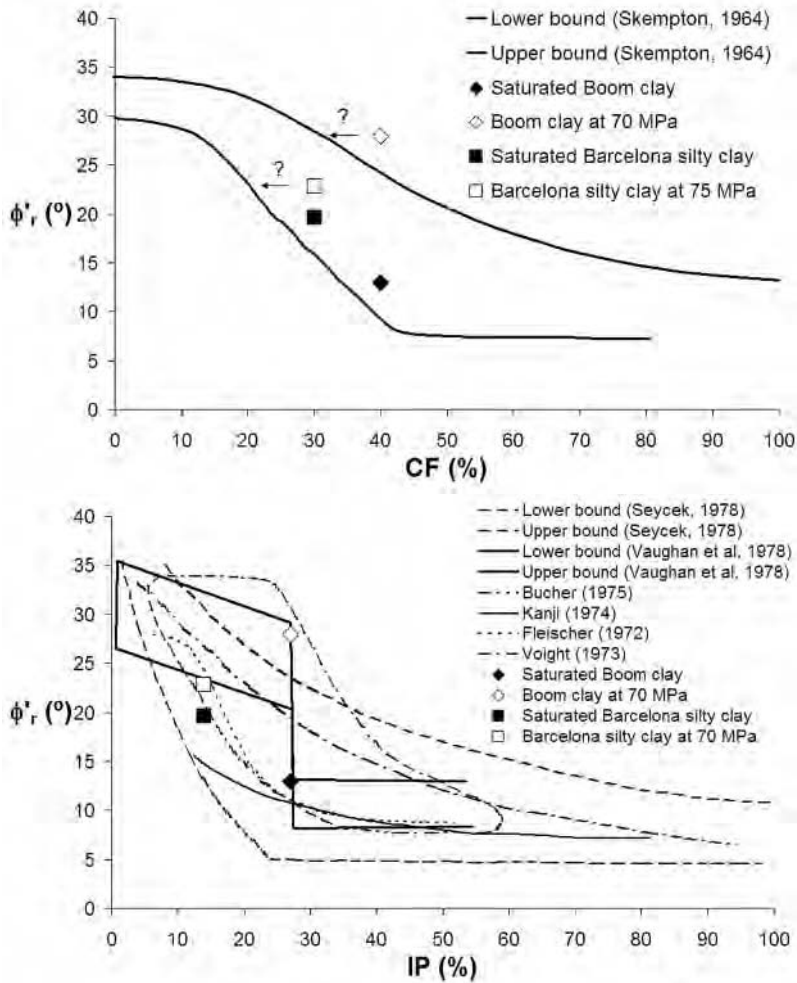 40
35
30
25
20
15
10
5
0
ϕ'r (º)
?
?
Lower bound (Skempton, 1964)
Upper bound (Skempton, 1964)
Saturated Boom clay
Boom clay at 70 MPa
Saturated Barcelona silty clay
Barcelona silty clay at 75 MPa
0 10 20 30 40 50 60 70 80 90 100
CF (%)
40
35
30
25
20
15
10
5
0
ϕ'r (º)
Lower bound (Seycek, 1978)
Upper bound (Seycek, 1978)
Lower bound (Vaughan et al, 1978)
Upper bound (Vaughan et al, 1978)
Bucher (1975)
Kanji (1974)
Fleischer (1972)
Voight (1973)
Saturated Boom clay
Boom clay at 70 MPa
Saturated Barcelona silty clay
Barcelona silty clay at 70 MPa
0 10 20 30 40 50 60 70 80 90 100
IP (%)